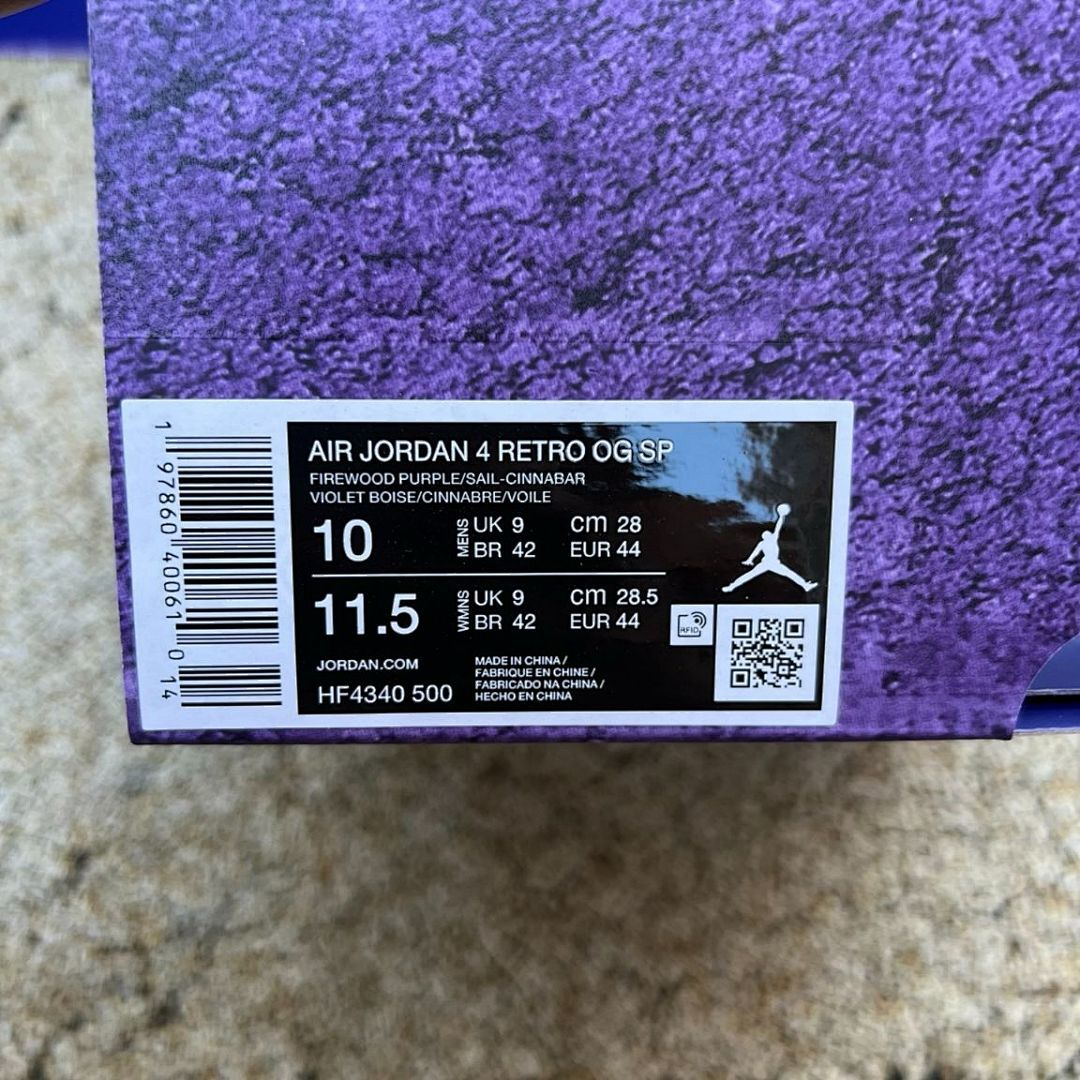 AIR JORDAN 4 RETRO OG SP
FIREWOOD PURPLE/SAIL-CINNABAR
VIOLET BOISE/CINNABRE/VOILE
10 MENS UK 9 cm 28
BR 42 EUR 44
11.5 WMNS UK 9 cm 28.5
BR 42 EUR 44
RFID
JORDAN.COM
HF4340 500
MADE IN CHINA /
FABRIQUE EN CHINE /
FABRICADO NA CHINA /
HECHO EN CHINA
1 97860 40061 0 14